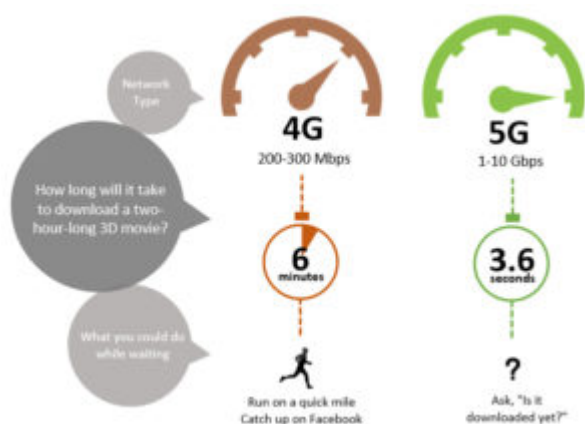 Network
Type
4G
200-300 Mbps
5G
1-10 Gbps
How long will it take
to download a two-
hour-long 3D movie?
6
minutes
3.6
seconds
What you could do
while waiting
Run on a quick mile
Catch up on Facebook
?
Ask, "Is it
downloaded yet?"